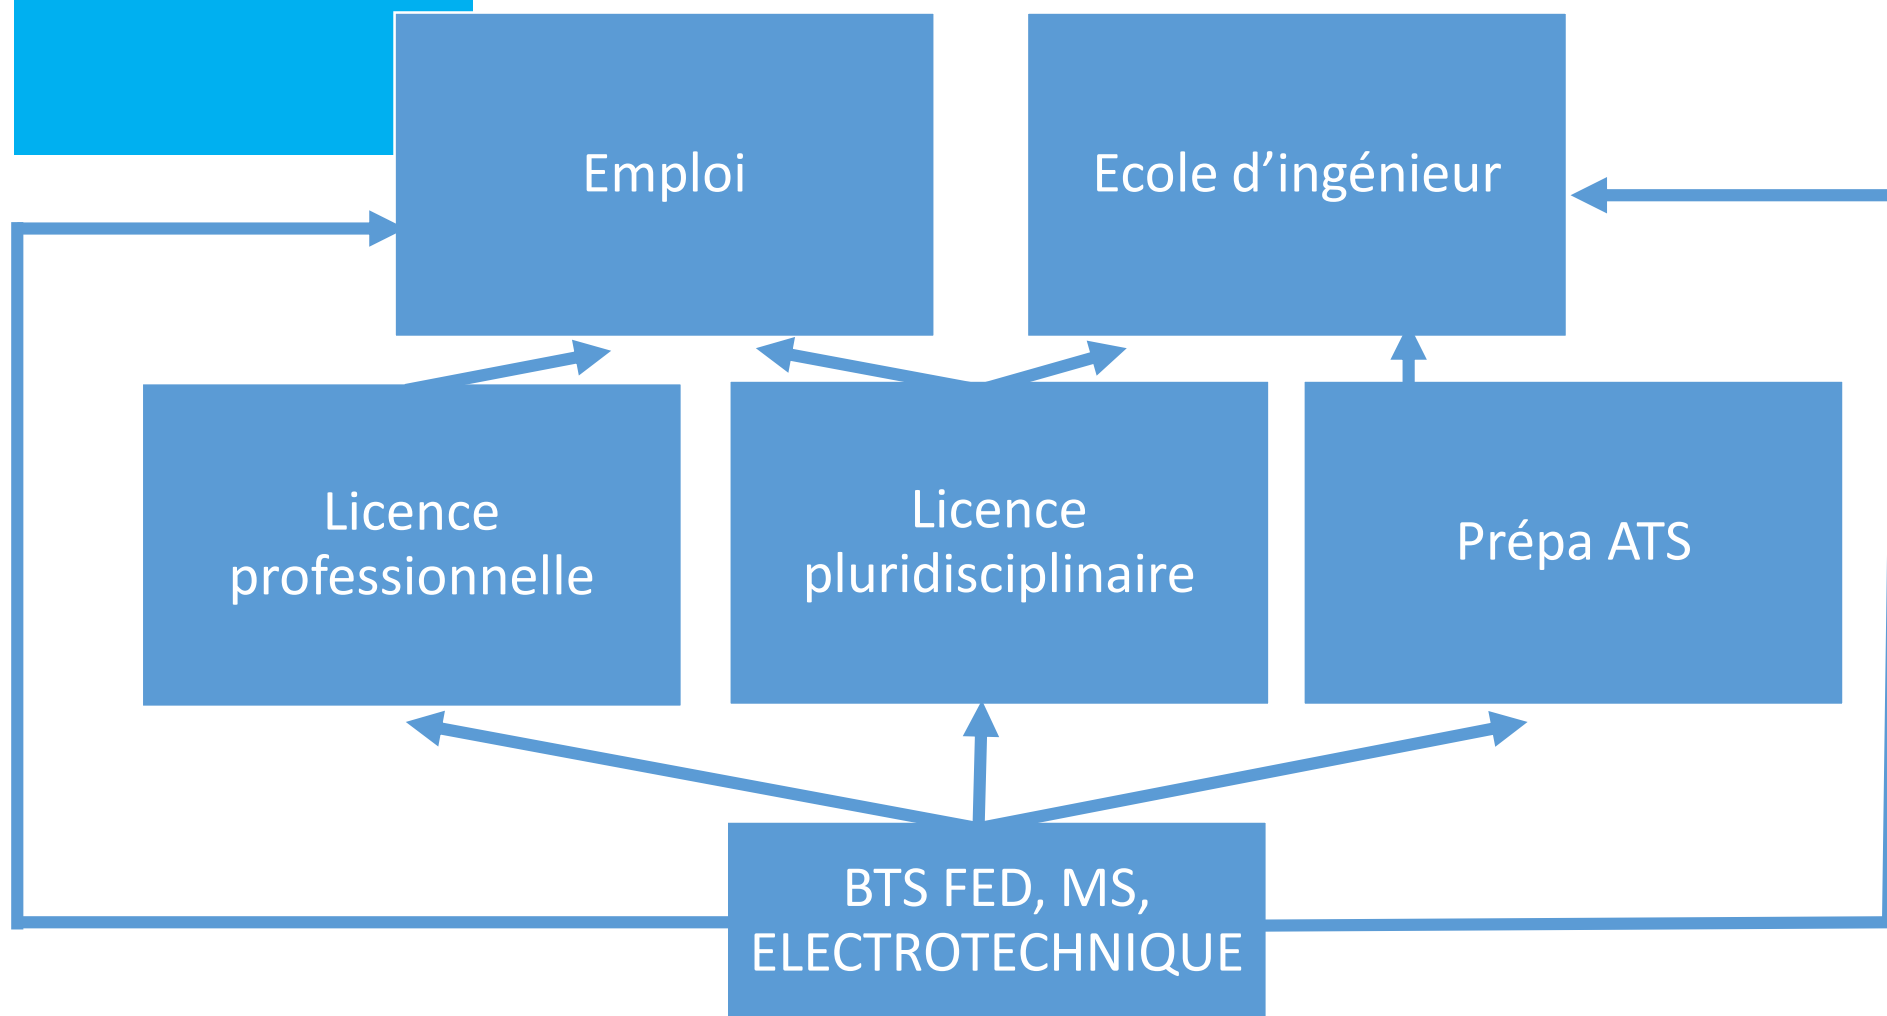 Emploi
Ecole d’ingénieur
Licence
professionnelle
Licence
pluridisciplinaire
Prépa ATS
BTS FED, MS,
ELECTROTECHNIQUE